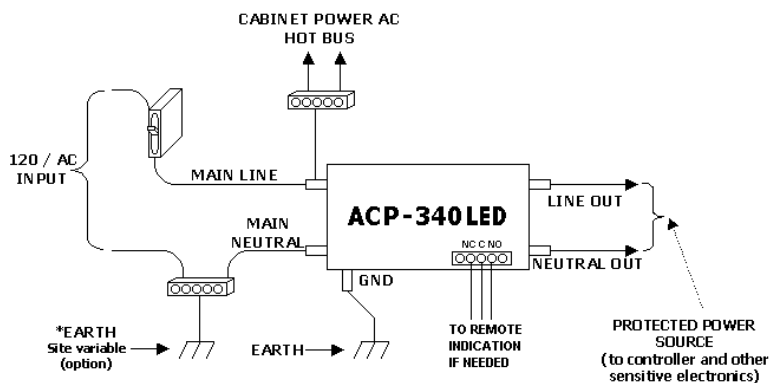 CABINET POWER AC
HOT BUS
120 / AC
INPUT
MAIN LINE
ACP-340LED
LINE OUT
MAIN
NEUTRAL
NC C NO
NEUTRAL OUT
GND
*EARTH
Site variable
(option)
EARTH
TO REMOTE
INDICATION
IF NEEDED
PROTECTED POWER
SOURCE
(to controller and other
sensitive electronics)